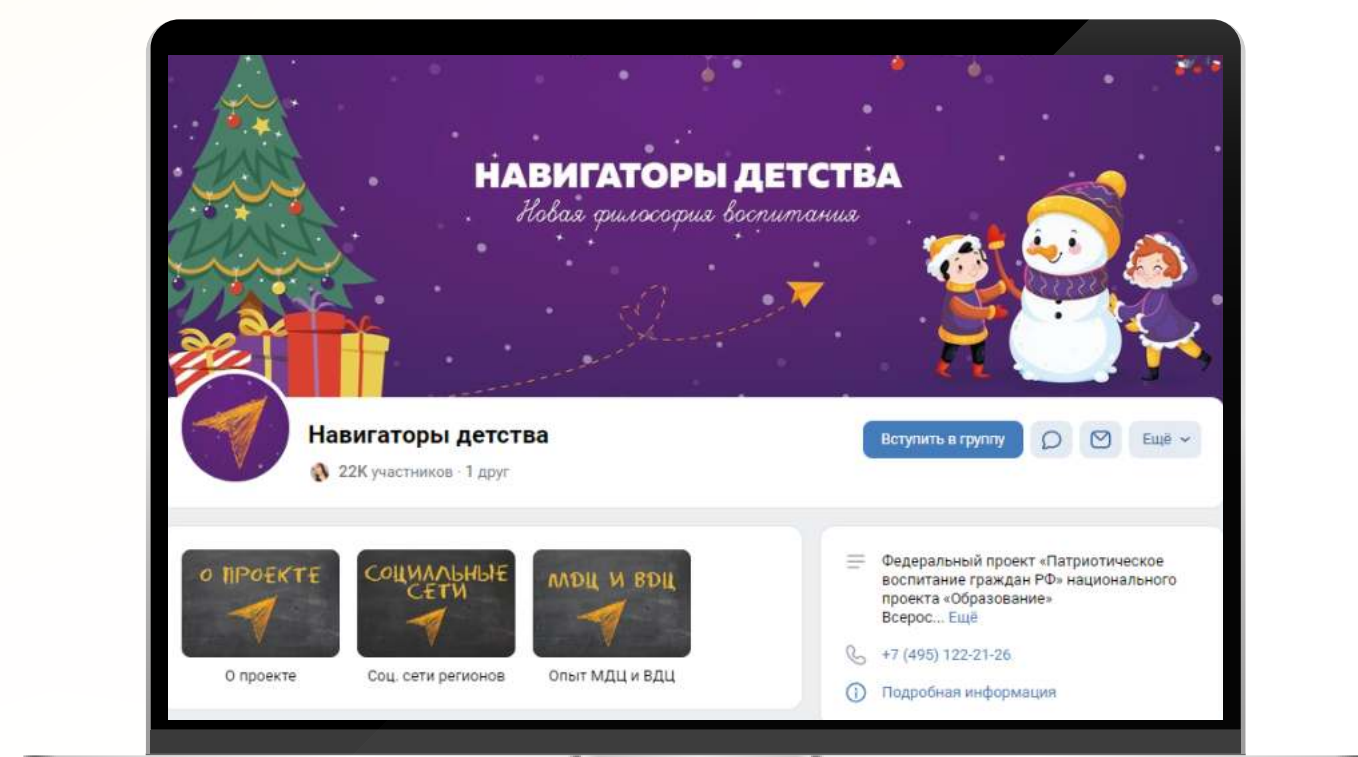 НАВИГАТОРЫ ДЕТСТВА
Новая философия воспитания
Навигаторы детства
22K участников · 1 друг
Вступить в группу
Ещё
О ПРОЕКТЕ
СОЦИАЛЬНЫЕ
СЕТИ
МДЦ И ВДЦ
О проекте
Соц. сети регионов
Опыт МДЦ и ВДЦ
Федеральный проект «Патриотическое
воспитание граждан РФ» национального
проекта «Образование»
Всерос... Ещё
+7 (495) 122-21-26
Подробная информация